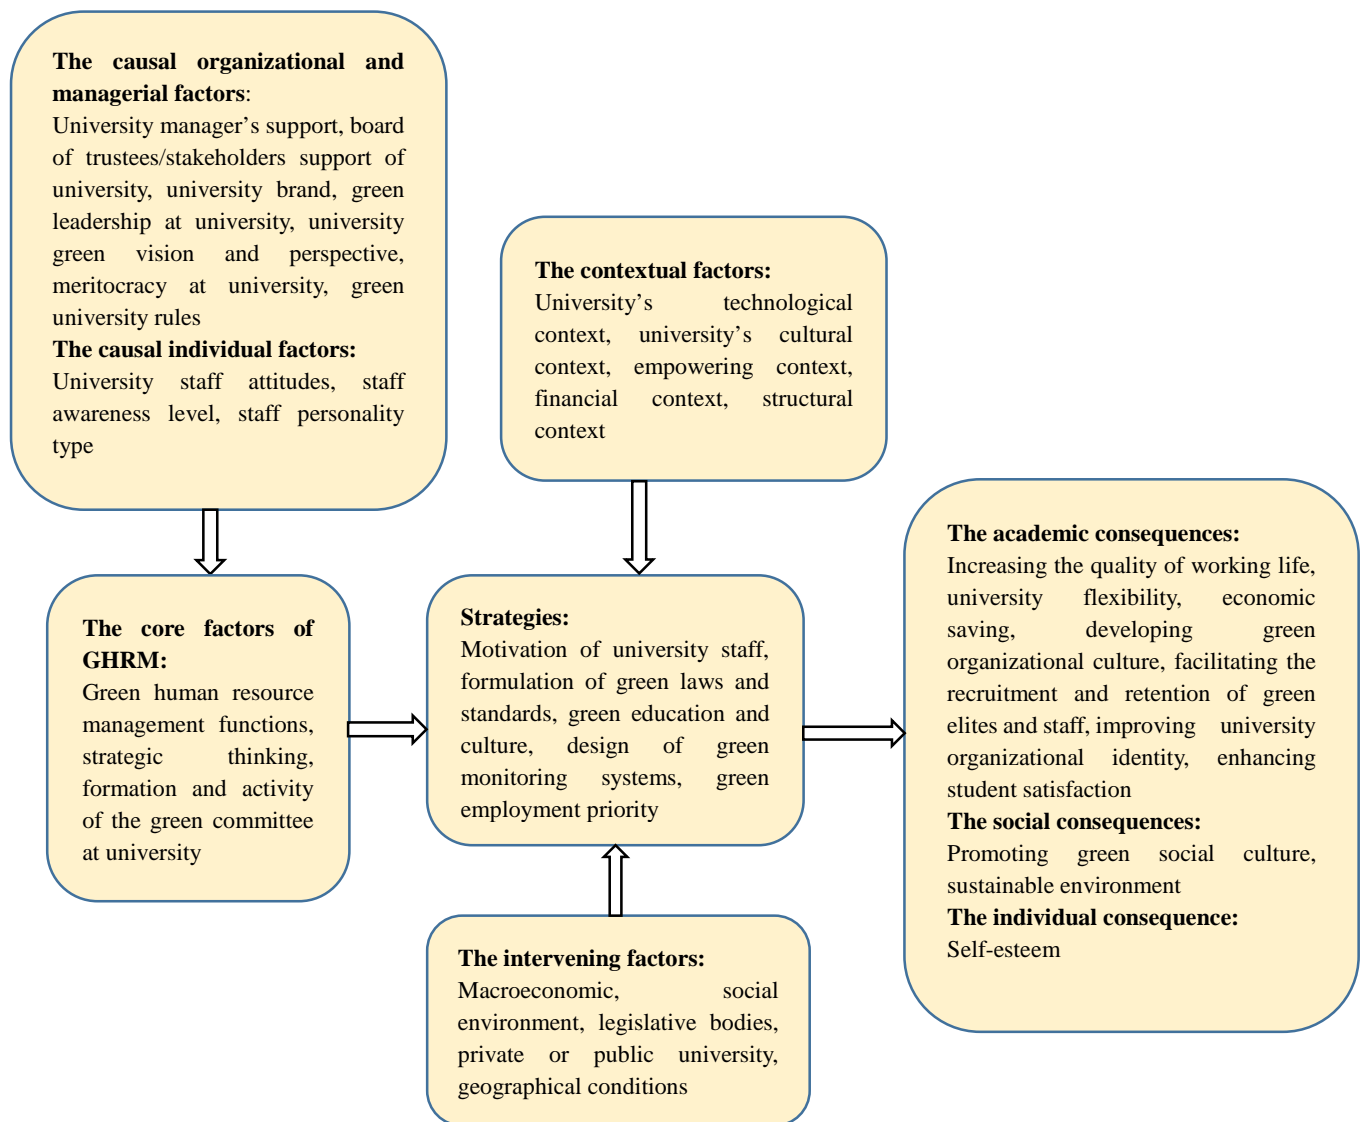 The causal organizational and
managerial factors:
University manager’s support, board
of trustees/stakeholders support of
university, university brand, green
leadership at university, university
green vision and perspective,
meritocracy at university, green
university rules
The causal individual factors:
University staff attitudes, staff
awareness level, staff personality
type
The contextual factors:
University’s technological
context, university’s cultural
context, empowering context,
financial context, structural
context
The core factors of
GHRM:
Green human resource
management functions,
strategic thinking,
formation and activity
of the green committee
at university
Strategies:
Motivation of university staff,
formulation of green laws and
standards, green education and
culture, design of green
monitoring systems, green
employment priority
The intervening factors:
Macroeconomic, social
environment, legislative bodies,
private or public university,
geographical conditions
The academic consequences:
Increasing the quality of working life,
university flexibility, economic
saving, developing green
organizational culture, facilitating the
recruitment and retention of green
elites and staff, improving university
organizational identity, enhancing
student satisfaction
The social consequences:
Promoting green social culture,
sustainable environment
The individual consequence:
Self-esteem